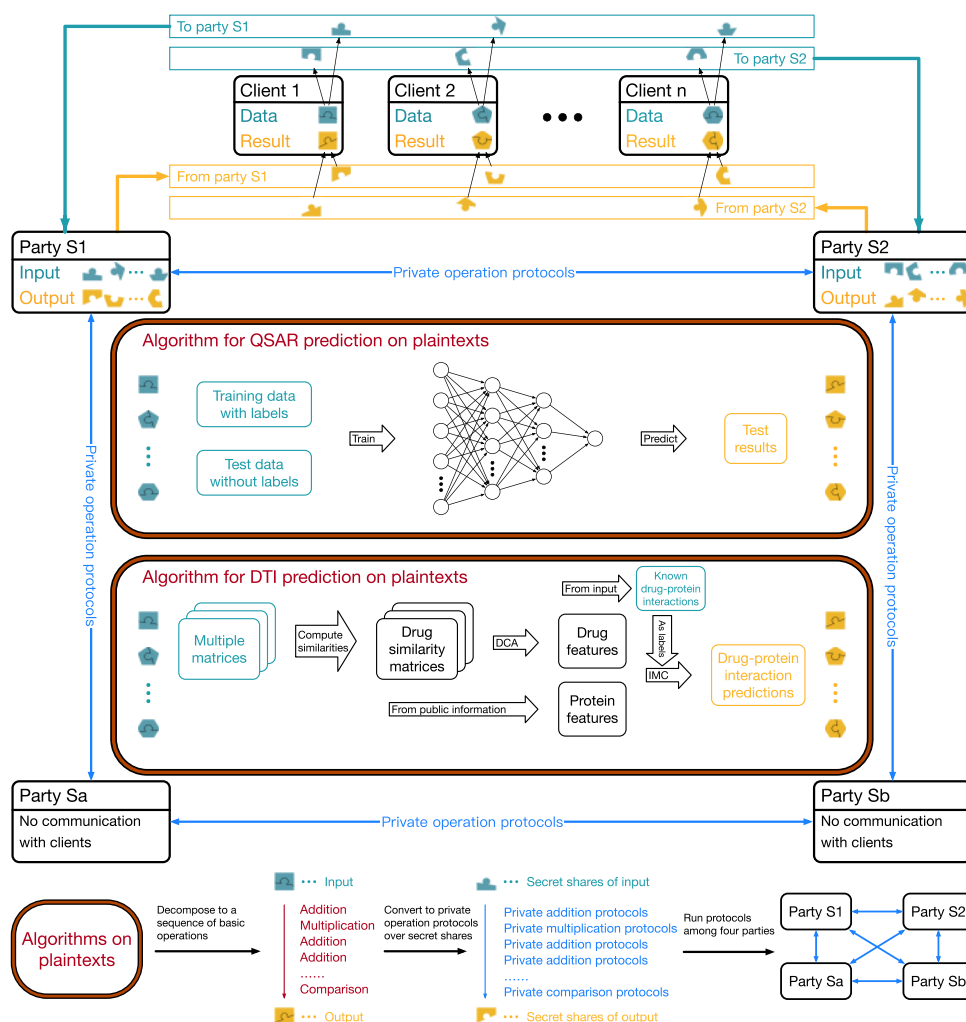 To party S1
To party S2
Client 1
Data
Result
Client 2
Data
Result
Client n
Data
Result
From party S1
From party S2
Party S1
Input
Output
Private operation protocols
Party S2
Input
Output
Private operation protocols
Private operation protocols
Algorithm for QSAR prediction on plaintexts
Training data
with labels
Test data
without labels
Train
Predict
Test
results
Algorithm for DTI prediction on plaintexts
Multiple
matrices
Compute
similarities
Drug
similarity
matrices
DCA
From input
Known
drug-protein
interactions
Drug
features
As labels
IMC
From public information
Protein
features
Drug-protein
interaction
predictions
Party Sa
No communication
with clients
Private operation protocols
Party Sb
No communication
with clients
Algorithms on
plaintexts
Decompose to a
sequence of basic
operations
Input
Addition
Multiplication
Addition
Addition
......
Comparison
Output
Convert to private
operation protocols
over secret shares
Secret shares of input
Private addition protocols
Private multiplication protocols
Private addition protocols
Private addition protocols
......
Private comparison protocols
Secret shares of output
Run protocols
among four parties
Party S1
Party S2
Party Sa
Party Sb